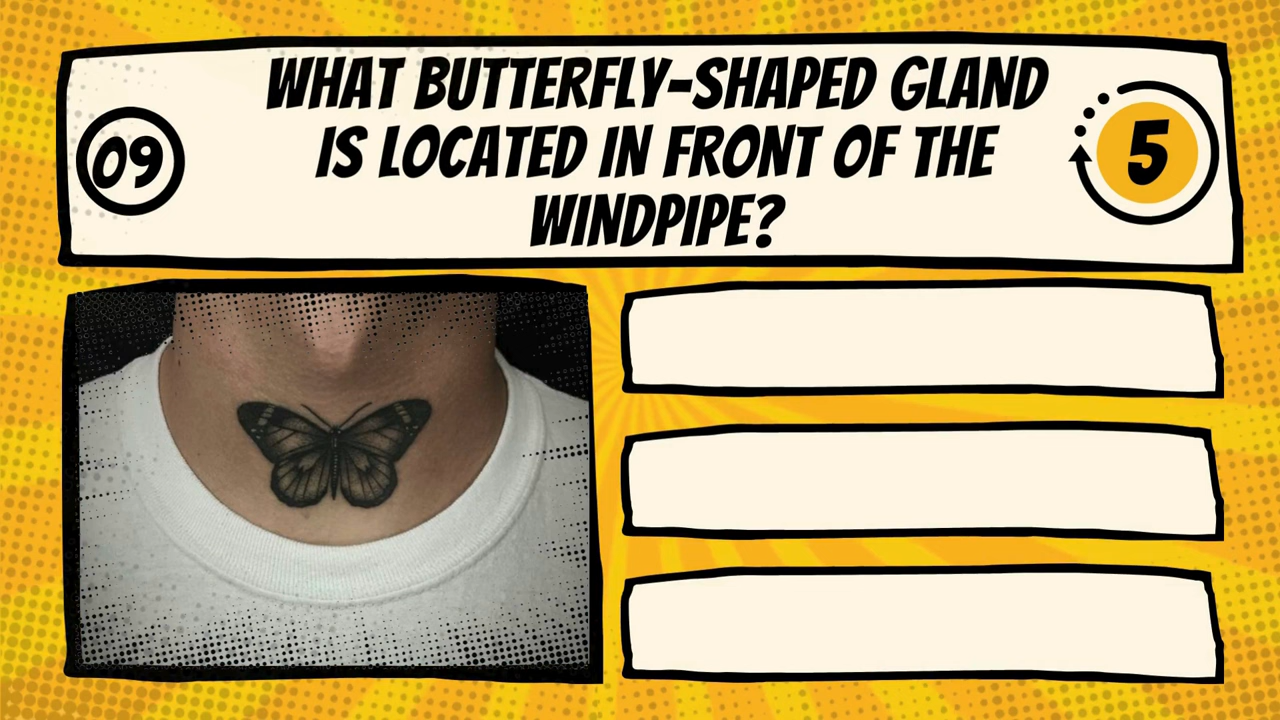 WHAT BUTTERFLY-SHAPED GLAND
IS LOCATED IN FRONT OF THE
WINDPIPE?
09
5